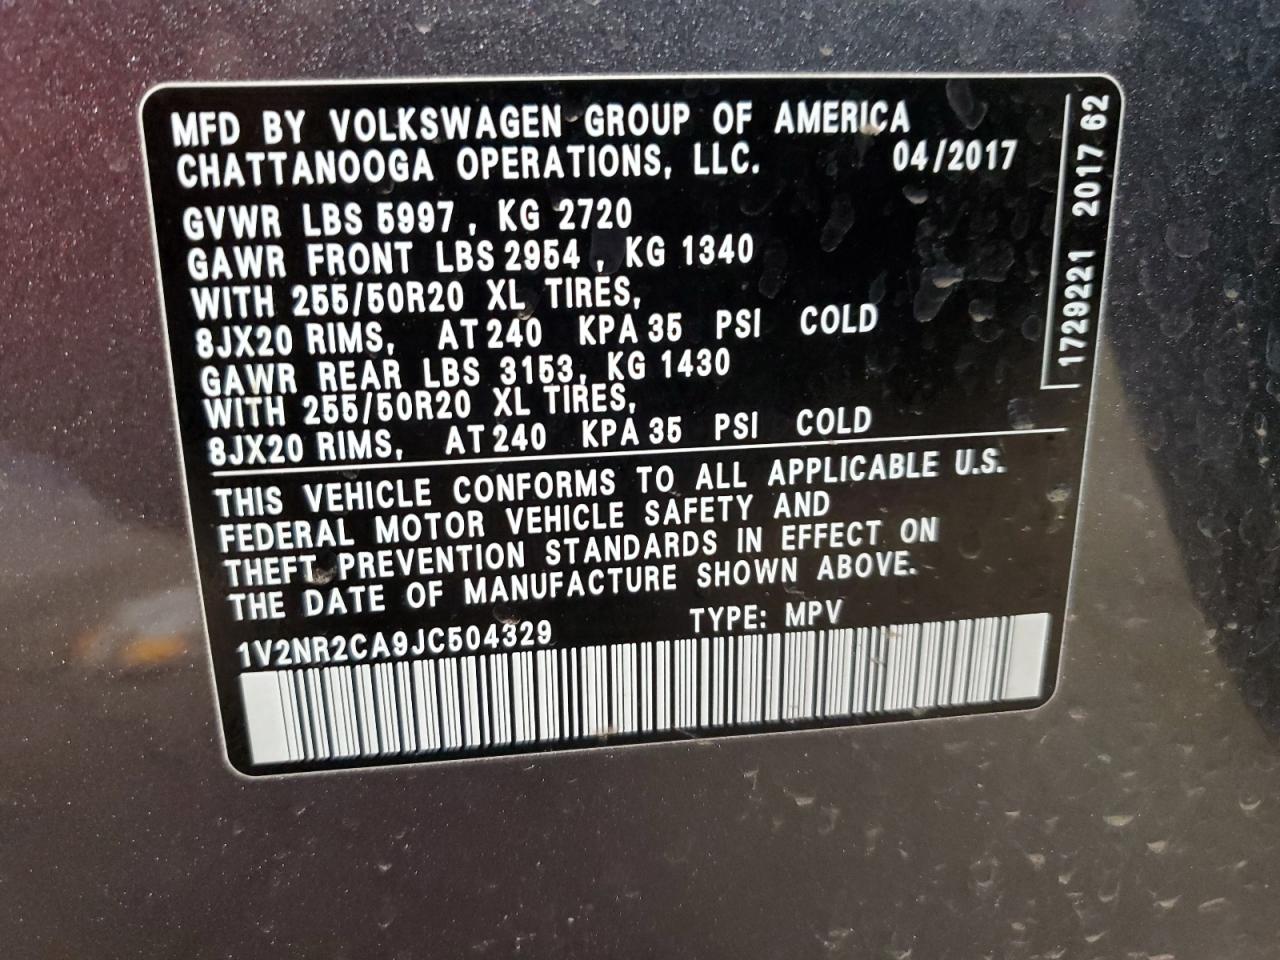 MFD BY VOLKSWAGEN GROUP OF AMERICA
CHATTANOOGA OPERATIONS, LLC. 04/2017
GVWR LBS 5997, KG 2720
GAWR FRONT LBS 2954, KG 1340
WITH 255/50R20 XL TIRES,
8JX20 RIMS, AT 240 KPA 35 PSI COLD
GAWR REAR LBS 3153, KG 1430
WITH 255/50R20 XL TIRES,
8JX20 RIMS, AT 240 KPA 35 PSI COLD
THIS VEHICLE CONFORMS TO ALL APPLICABLE U.S.
FEDERAL MOTOR VEHICLE SAFETY AND
THEFT PREVENTION STANDARDS IN EFFECT ON
THE DATE OF MANUFACTURE SHOWN ABOVE.
1V2NR2CA9JC504329 TYPE: MPV
1729221 2017 62